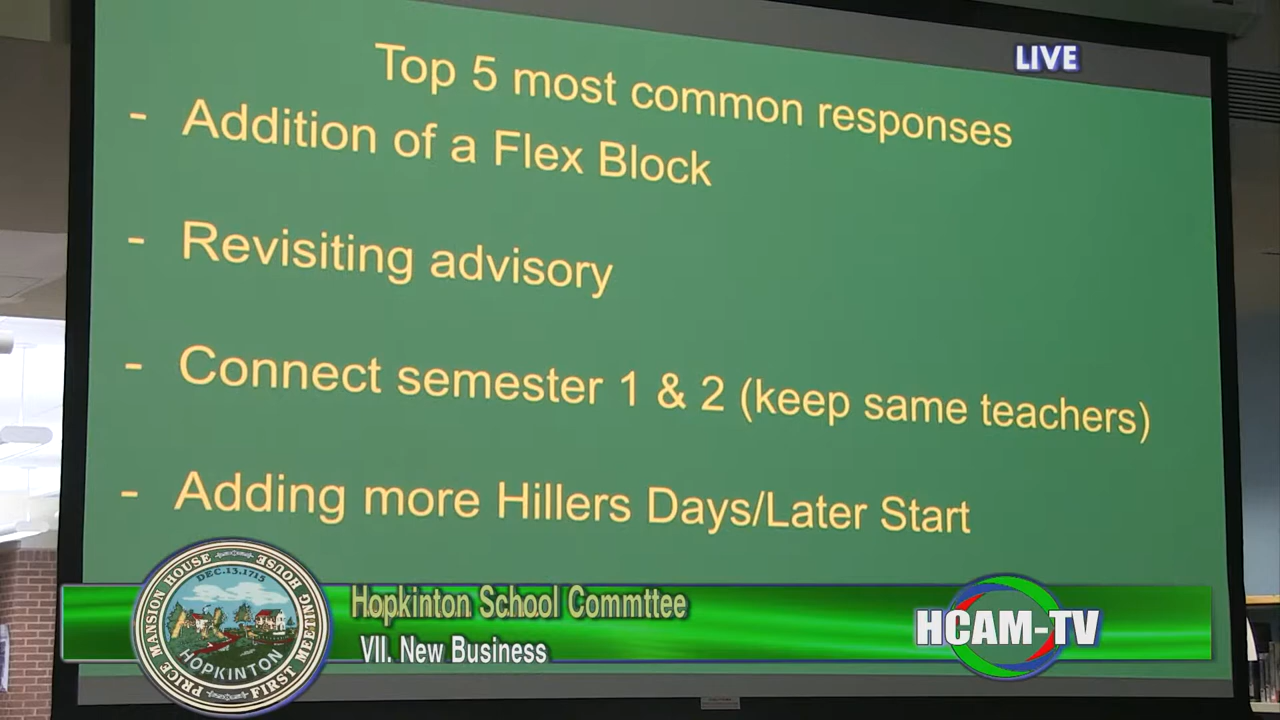 LIVE
Top 5 most common responses
- Addition of a Flex Block
- Revisiting advisory
- Connect semester 1 & 2 (keep same teachers)
- Adding more Hillers Days/Later Start
Hopkinton School Commttee
VII. New Business
HCAM-TV
PRICE MANSION HOUSE FIRST MEETING HOUSE
DEC.13.1715
HOPKINTON